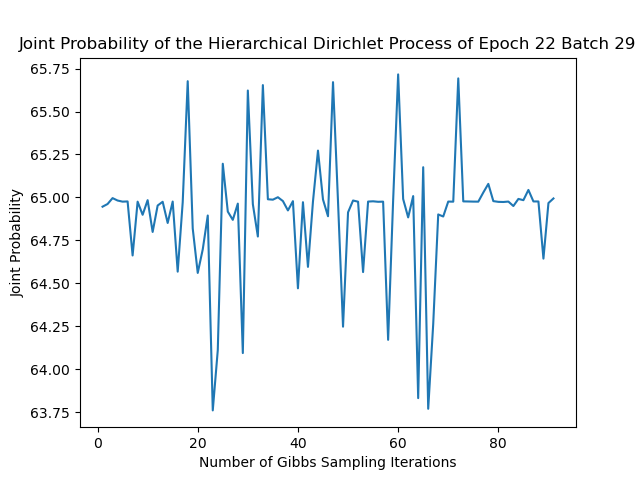 Joint Probability of the Hierarchical Dirichlet Process of Epoch 22 Batch 29
65.75
65.50
65.25
65.00
64.75
64.50
64.25
64.00
63.75
Joint Probability
0 20 40 60 80
Number of Gibbs Sampling Iterations